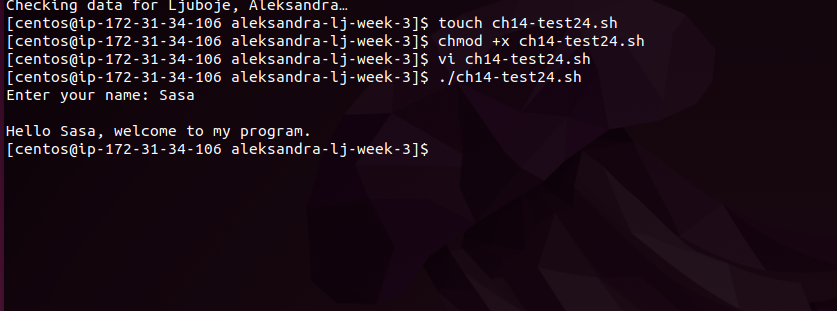 Checking data for Ljuboje, Aleksandra…
[centos@ip-172-31-34-106 aleksandra-lj-week-3]$ touch ch14-test24.sh
[centos@ip-172-31-34-106 aleksandra-lj-week-3]$ chmod +x ch14-test24.sh
[centos@ip-172-31-34-106 aleksandra-lj-week-3]$ vi ch14-test24.sh
[centos@ip-172-31-34-106 aleksandra-lj-week-3]$ ./ch14-test24.sh
Enter your name: Sasa
Hello Sasa, welcome to my program.
[centos@ip-172-31-34-106 aleksandra-lj-week-3]$